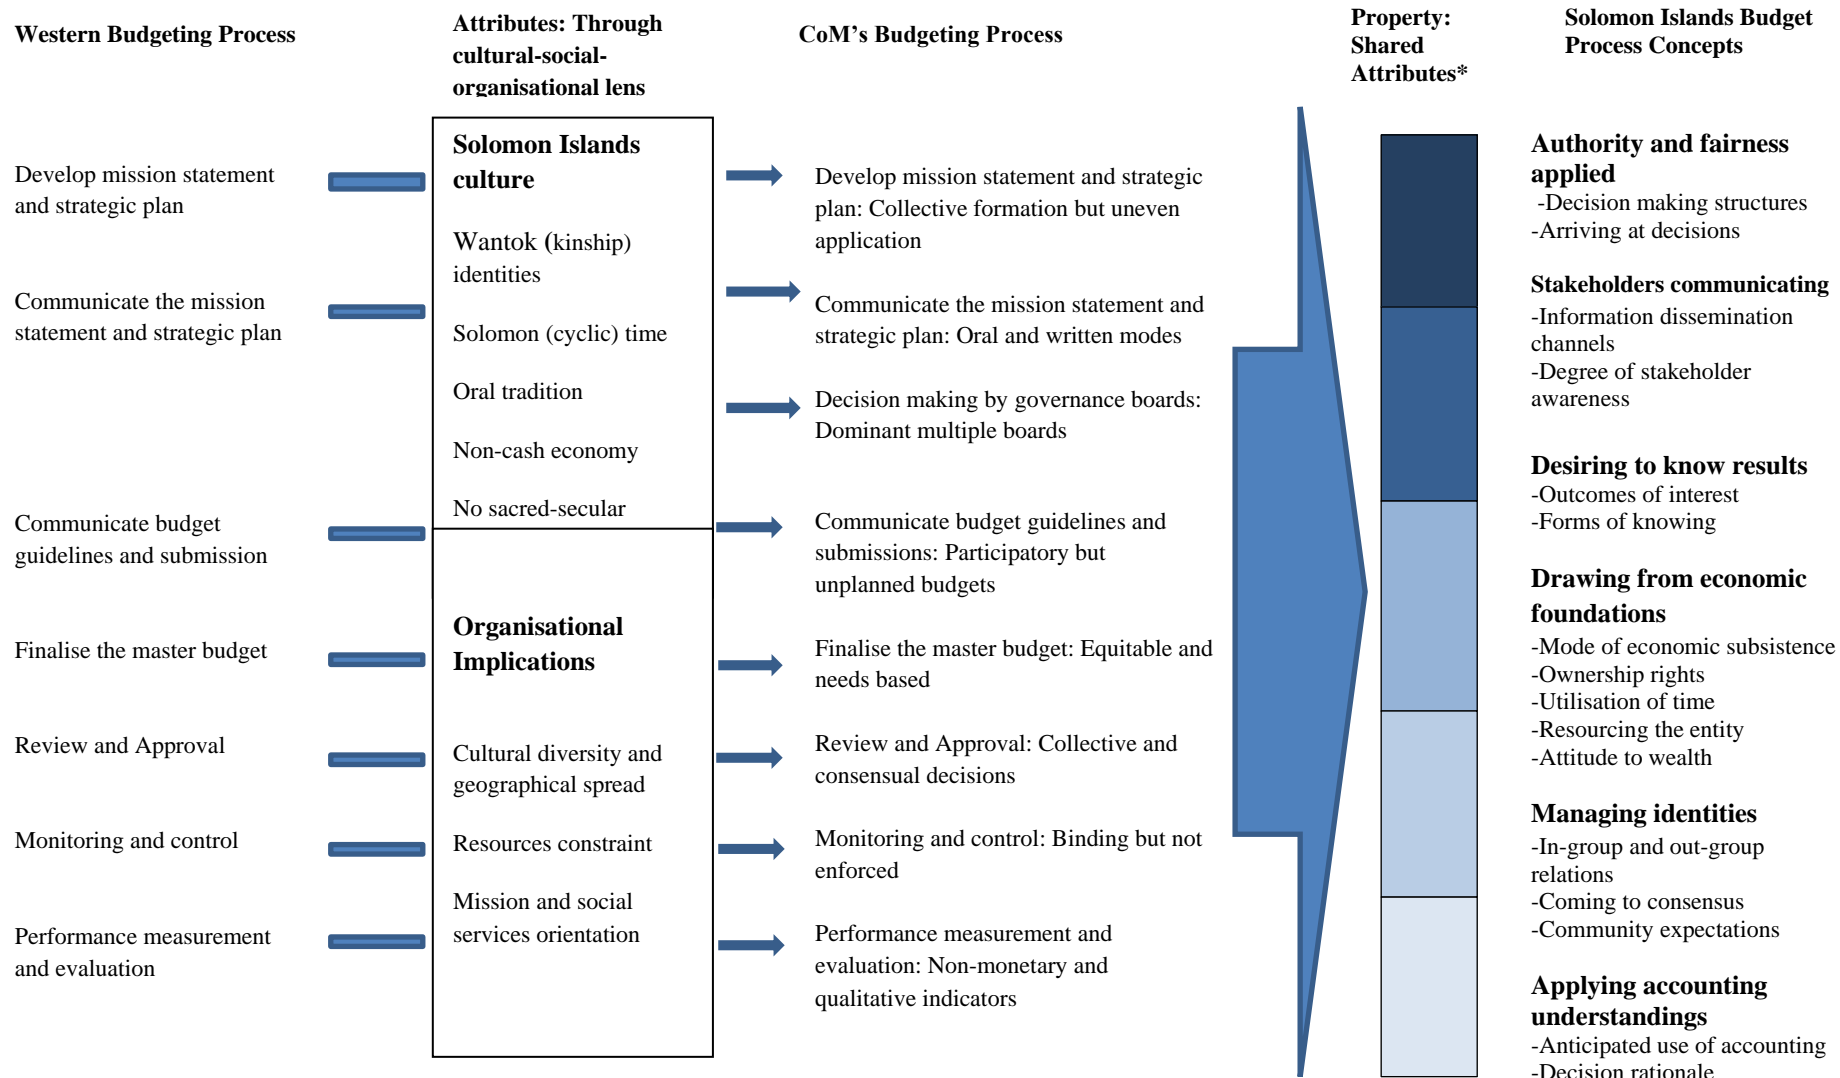 Western Budgeting Process
Attributes: Through
cultural-social-
organisational lens
CoM's Budgeting Process
Property:
Shared
Attributes*
Solomon Islands Budget
Process Concepts
Develop mission statement
and strategic plan
Communicate the mission
statement and strategic plan
Communicate budget
guidelines and submission
Finalise the master budget
Review and Approval
Monitoring and control
Performance measurement
and evaluation
Solomon Islands
culture
Wantok (kinship)
identities
Solomon (cyclic) time
Oral tradition
Non-cash economy
No sacred-secular
Organisational
Implications
Cultural diversity and
geographical spread
Resources constraint
Mission and social
services orientation
Develop mission statement and strategic
plan: Collective formation but uneven
application
Communicate the mission statement and
strategic plan: Oral and written modes
Decision making by governance boards:
Dominant multiple boards
Communicate budget guidelines and
submissions: Participatory but
unplanned budgets
Finalise the master budget: Equitable and
needs based
Review and Approval: Collective and
consensual decisions
Monitoring and control: Binding but not
enforced
Performance measurement and
evaluation: Non-monetary and
qualitative indicators
Authority and fairness
applied
-Decision making structures
-Arriving at decisions
Stakeholders communicating
-Information dissemination
channels
-Degree of stakeholder
awareness
Desiring to know results
-Outcomes of interest
-Forms of knowing
Drawing from economic
foundations
-Mode of economic subsistence
-Ownership rights
-Utilisation of time
-Resourcing the entity
-Attitude to wealth
Managing identities
-In-group and out-group
relations
-Coming to consensus
-Community expectations
Applying accounting
understandings
-Anticipated use of accounting
-Decision rationale